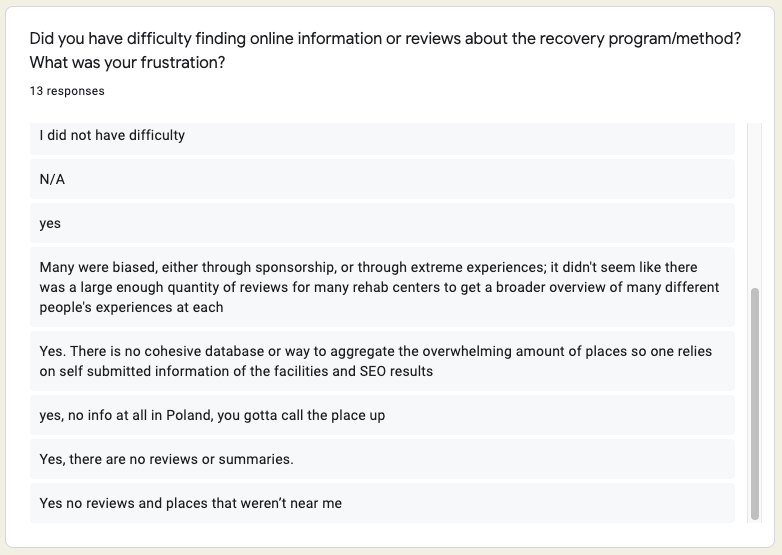 Did you have difficulty finding online information or reviews about the recovery program/method?
What was your frustration?
13 responses
I did not have difficulty
N/A
yes
Many were biased, either through sponsorship, or through extreme experiences; it didn't seem like there
was a large enough quantity of reviews for many rehab centers to get a broader overview of many different
people's experiences at each
Yes. There is no cohesive database or way to aggregate the overwhelming amount of places so one relies
on self submitted information of the facilities and SEO results
yes, no info at all in Poland, you gotta call the place up
Yes, there are no reviews or summaries.
Yes no reviews and places that weren’t near me